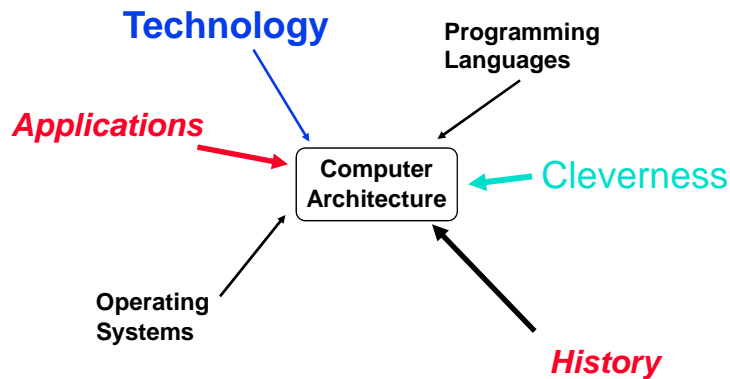 Technology
Programming
Languages
Applications
Computer
Architecture
Cleverness
Operating
Systems
History